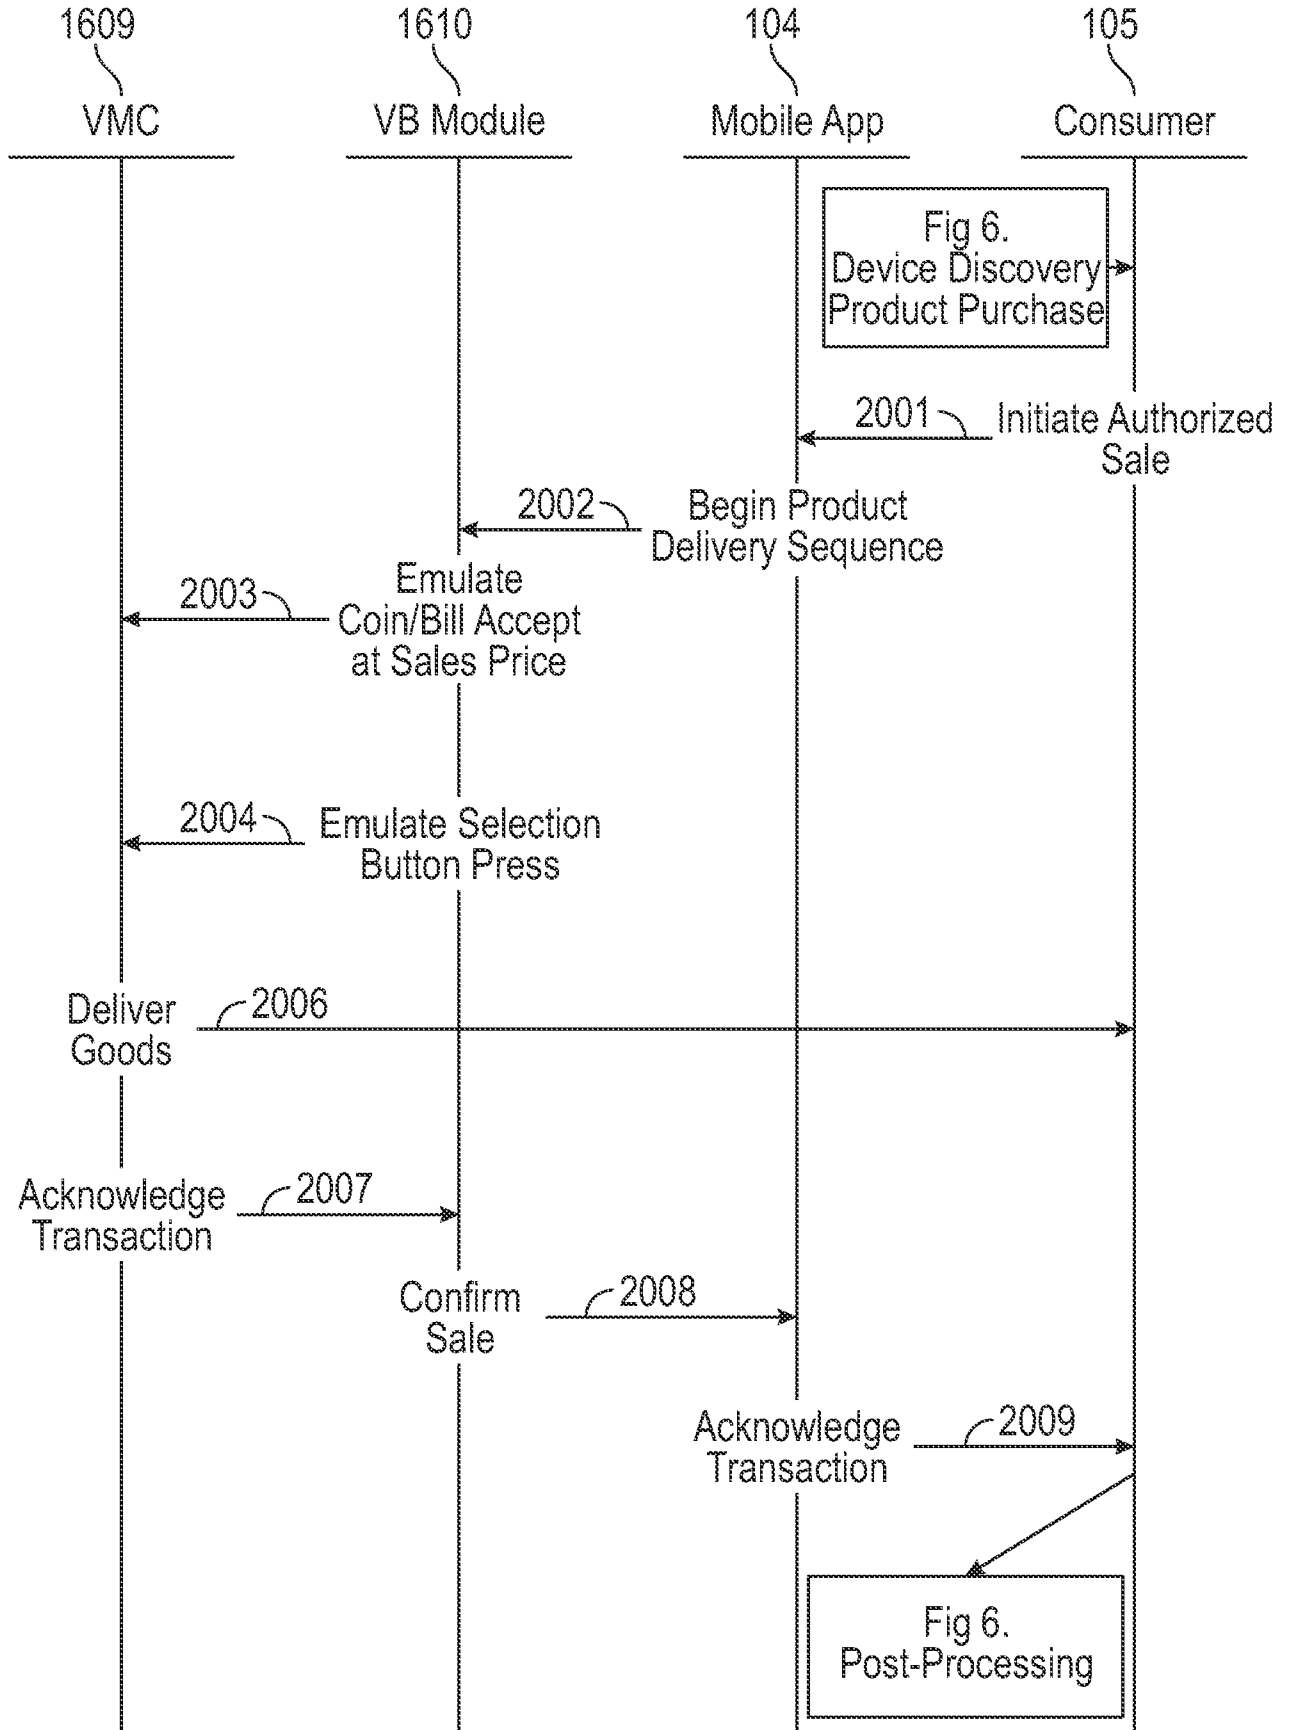 1609
1610
104
105
VMC
VB Module
Mobile App
Consumer
Fig 6.
Device Discovery
Product Purchase
2001
Initiate Authorized
Sale
2002
Begin Product
Delivery Sequence
2003
Emulate
Coin/Bill Accept
at Sales Price
2004
Emulate Selection
Button Press
Deliver
Goods
2006
Acknowledge
Transaction
2007
Confirm
Sale
2008
Acknowledge
Transaction
2009
Fig 6.
Post-Processing